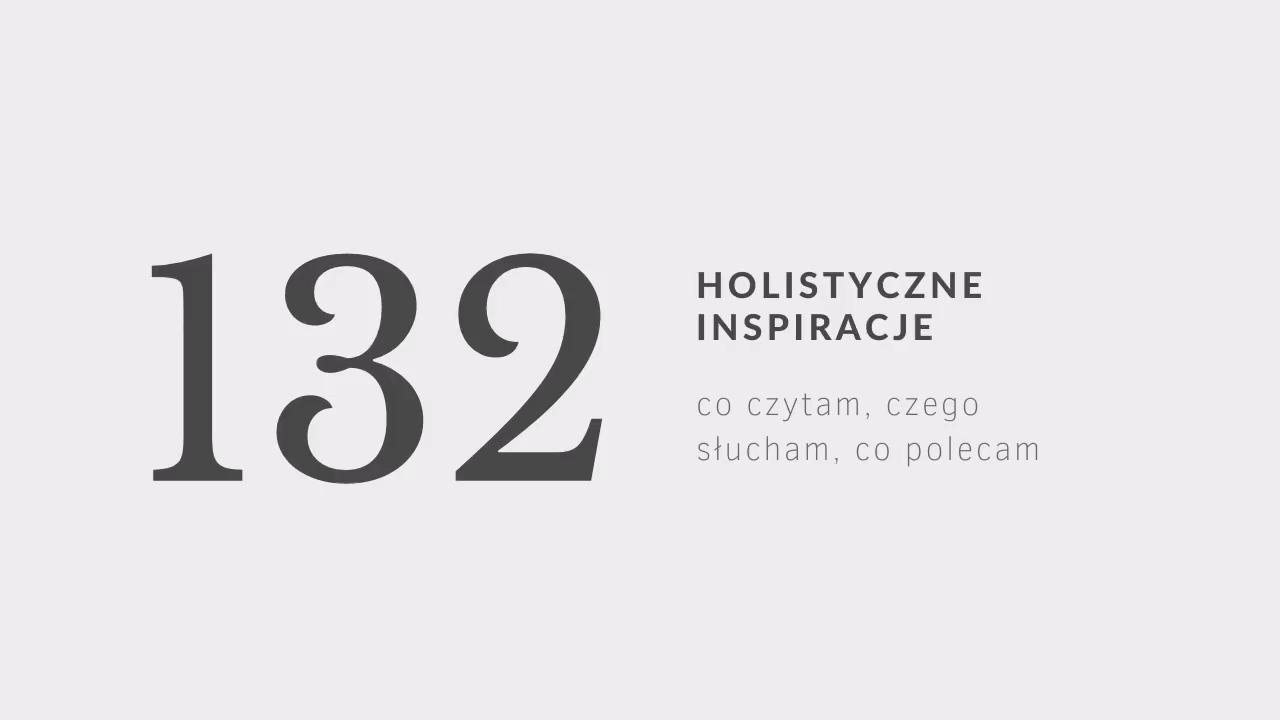 132
HOLISTYCZNE
INSPIRACJE
co czytam, czego
słucham, co polecam